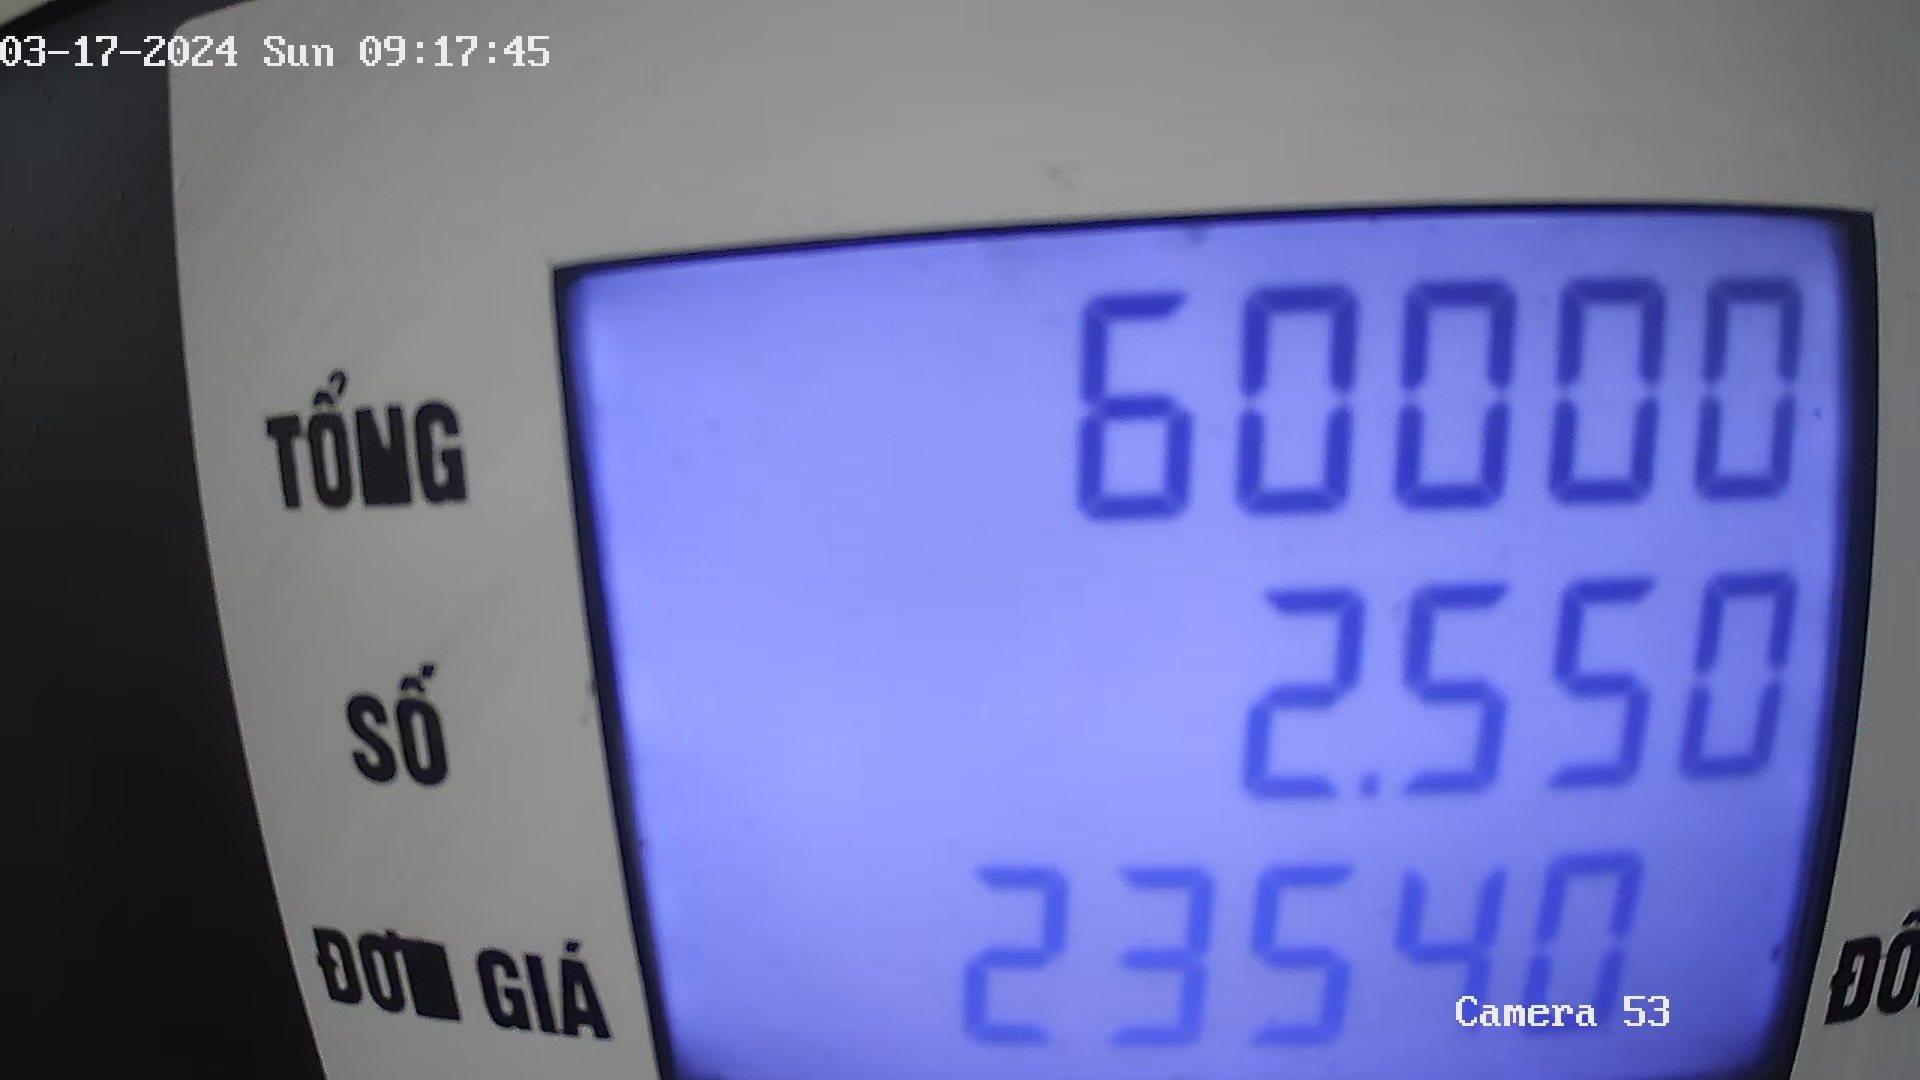 03-17-2024 Sun 09:17:45
TỔNG 60000
SỐ 2.550
ĐƠN GIÁ 23540
Camera 53